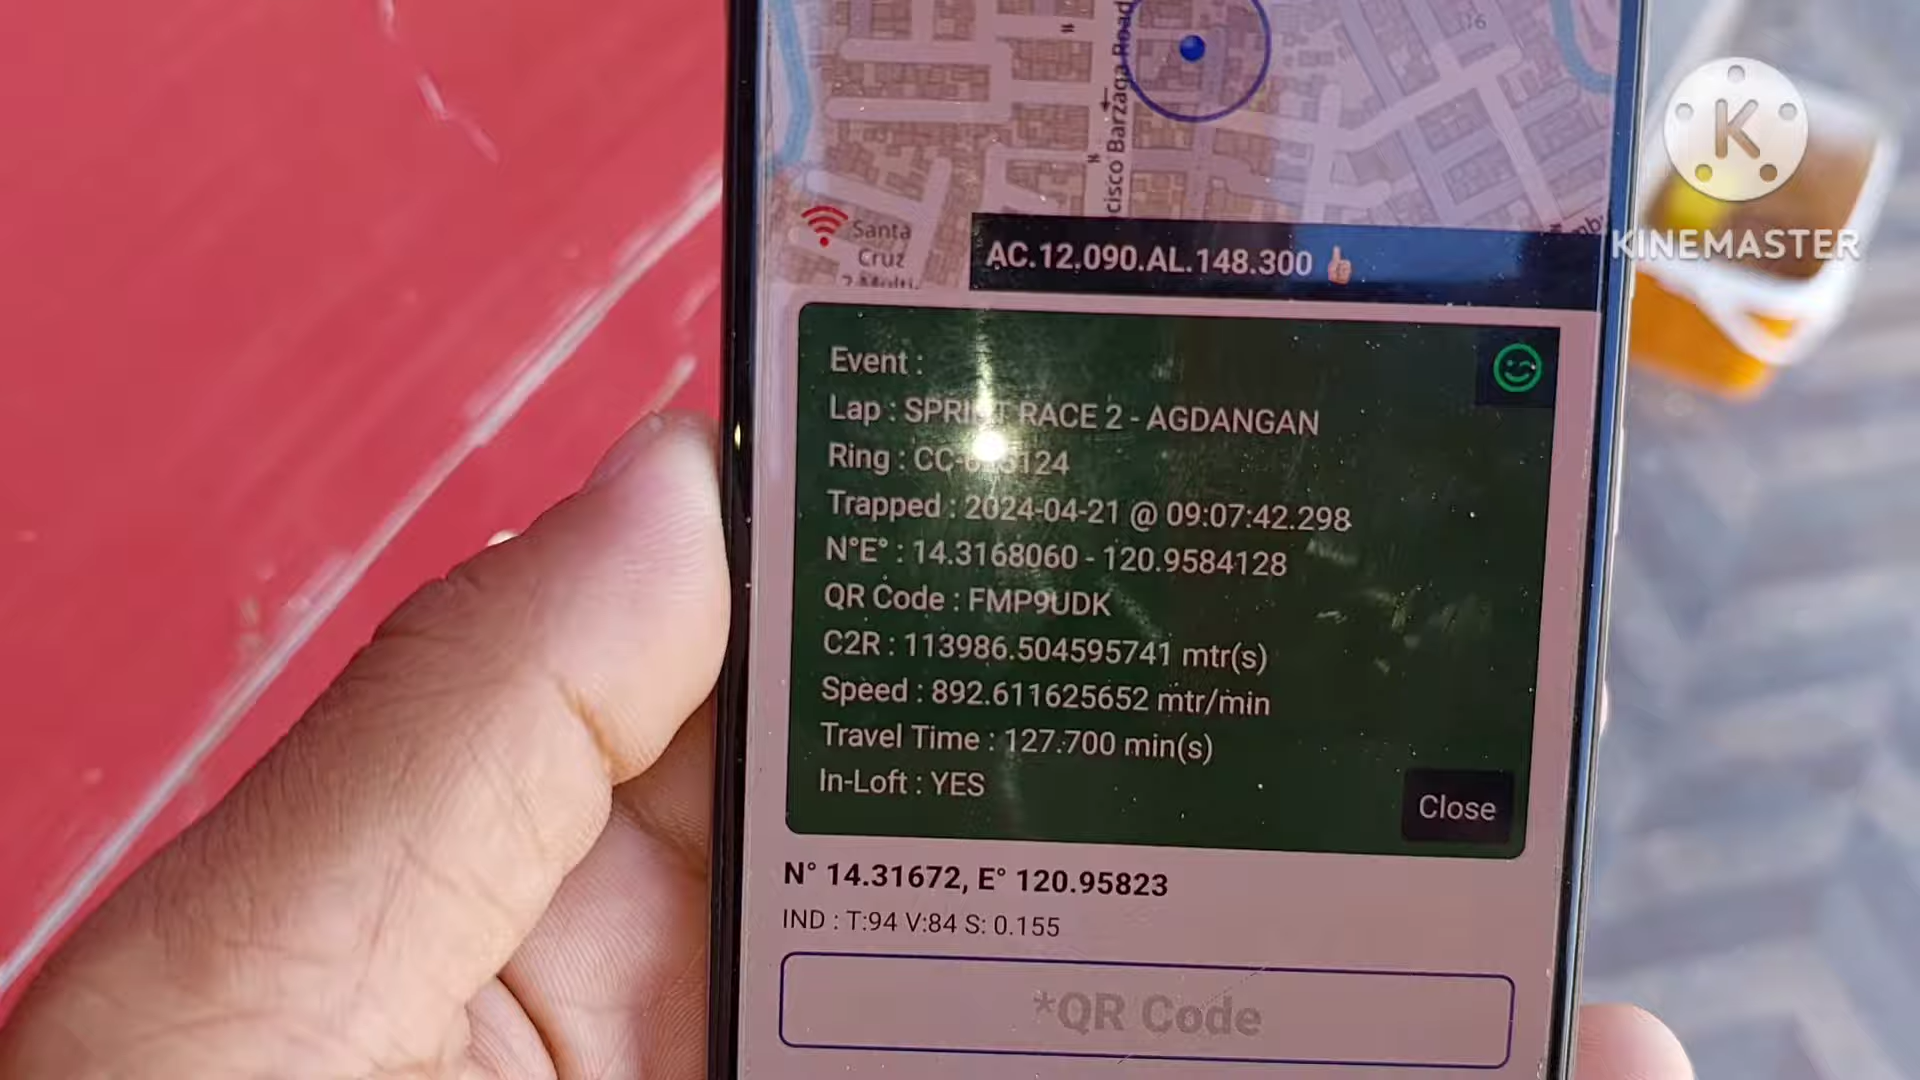 16
cisco Barzaga Road
Santa
Cruz
2 Multi-
AC.12.090.AL.148.300 👍
K
KINEMASTER
Event :
Lap : RACE 2 - AGDANGAN
Ring :
Trapped : 2024-04-21 @ 09:07:42.298
N°E° : 14.3168060 - 120.9584128
QR Code : FMP9UDK
C2R : 113986.504595741 mtr(s)
Speed : 892.611625652 mtr/min
Travel Time : 127.700 min(s)
In-Loft : YES
Close
N° 14.31672, E° 120.95823
IND : T:94 V:84 S: 0.155
*QR Code